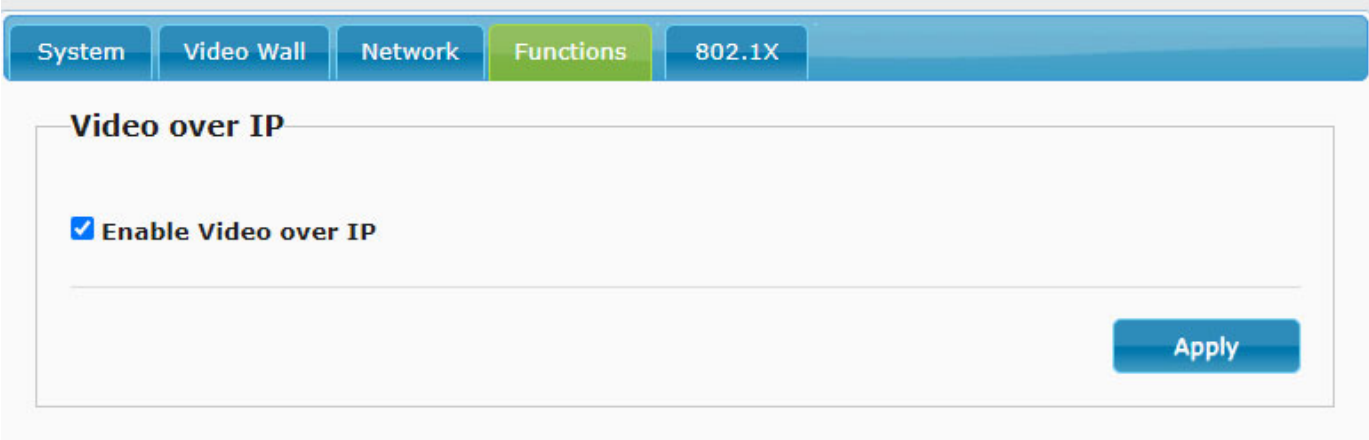 System Video Wall Network Functions 802.1X
Video over IP
Enable Video over IP
Apply